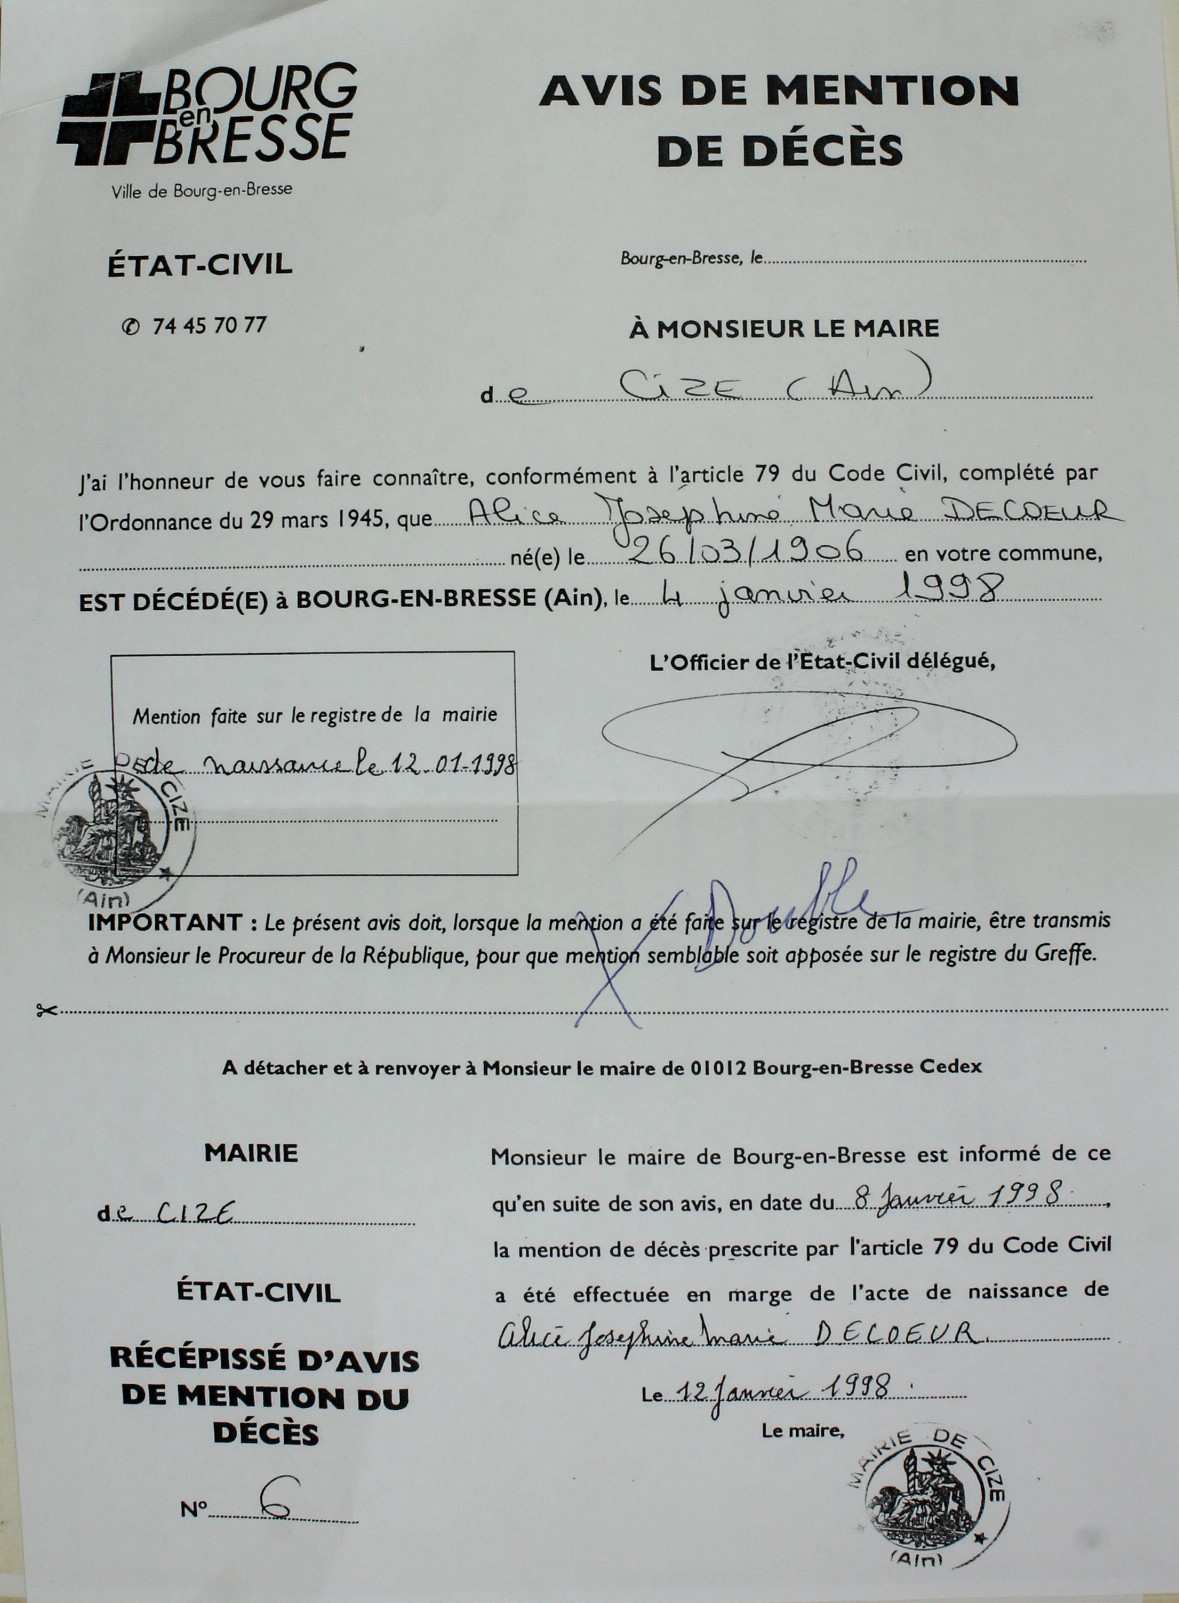 BOURG
en
BRESSE
Ville de Bourg-en-Bresse
AVIS DE MENTION
DE DÉCÈS
ÉTAT-CIVIL
✆ 74 45 70 77
Bourg-en-Bresse, le
À MONSIEUR LE MAIRE
de CiZE (Ain)
J'ai l'honneur de vous faire connaître, conformément à l'article 79 du Code Civil, complété par
l'Ordonnance du 29 mars 1945, que Alice Joséphine Marie DECOEUR
né(e) le 26/03/1906 en votre commune,
EST DÉCÉDÉ(E) à BOURG-EN-BRESSE (Ain), le 4 janvier 1998
L'Officier de l'Etat-Civil délégué,
Mention faite sur le registre de la mairie
de naissance le 12-01-1998
MAIRIE DE CIZE
(Ain)
Double
IMPORTANT : Le présent avis doit, lorsque la mention a été faite sur le registre de la mairie, être transmis
à Monsieur le Procureur de la République, pour que mention semblable soit apposée sur le registre du Greffe.
A détacher et à renvoyer à Monsieur le maire de 01012 Bourg-en-Bresse Cedex
MAIRIE
de CIZE
ÉTAT-CIVIL
RÉCÉPISSÉ D'AVIS
DE MENTION DU
DÉCÈS
N° 6
Monsieur le maire de Bourg-en-Bresse est informé de ce
qu'en suite de son avis, en date du 8 Janvier 1998,
la mention de décès prescrite par l'article 79 du Code Civil
a été effectuée en marge de l'acte de naissance de
Alice Josephine Marie DECOEUR
Le 12 Janvier 1998.
Le maire,
MAIRIE DE CIZE
(Ain)